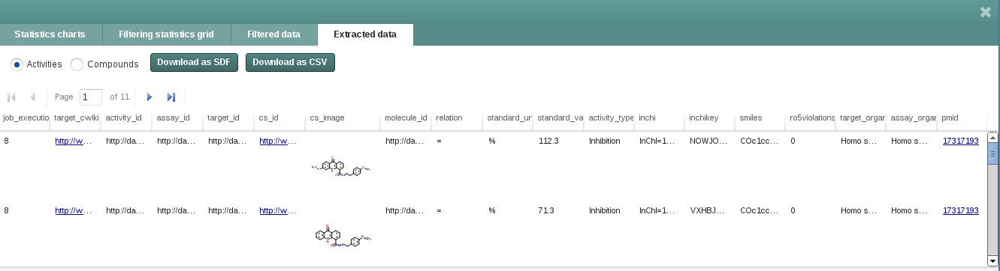 Statistics charts Filtering statistics grid Filtered data Extracted data
Activities Compounds Download as SDF Download as CSV
Page 1 of 11
job_executio target_cwiki activity_id assay_id target_id cs_id cs_image molecule_id relation standard_un standard_va activity_type inchi inchikey smiles ro5violations target_organ assay_organ pmid
8 http://w... http://da... http://da... http://da... http://w... http://da... = % 112.3 Inhibition InChI=1... NOWJO... COc1cc... 0 Homo s... Homo s... 17317193
8 http://w... http://da... http://da... http://da... http://w... http://da... = % 71.3 Inhibition InChI=1... VXHBJ... COc1cc... 0 Homo s... Homo s... 17317193